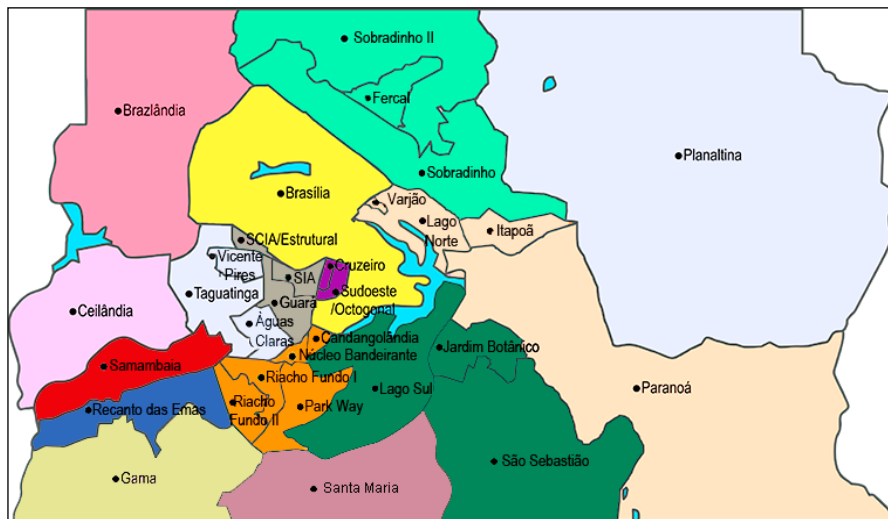 Sobradinho II
Fercal
Brazlândia
Planaltina
Sobradinho
Brasília
Varjão
Lago
Norte
Itapoã
SCIA/Estrutural
Vicente
Pires
Cruzeiro
SIA
Taguatinga
Sudoeste
/Octogonal
Guará
Ceilândia
Àguas
Claras
Candangolândia
Núcleo Bandeirante
Jardim Botânico
Samambaia
Riacho Fundo I
Lago Sul
Paranoá
Recanto das Emas
Riacho
Fundo II
Park Way
São Sebastião
Gama
Santa Maria